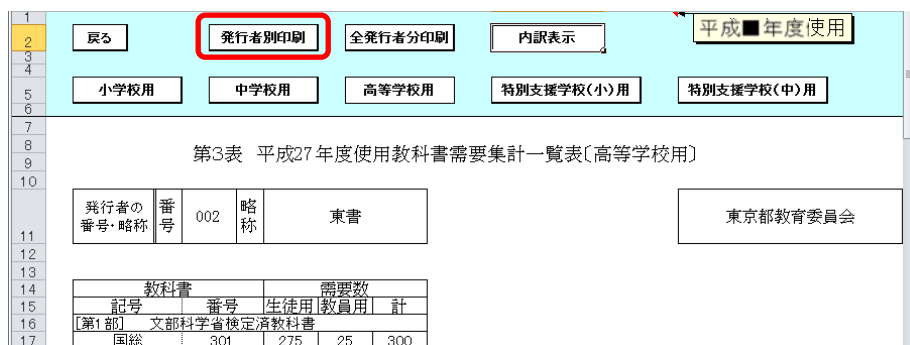 1
2
3
4
5
6
7
8
9
10
11
12
13
14
15
16
17
戻る 発行者別印刷 全発行者分印刷 内訳表示 平成■年度使用
小学校用 中学校用 高等学校用 特別支援学校(小)用 特別支援学校(中)用
第3表 平成27年度使用教科書需要集計一覧表〔高等学校用〕
発行者の番号・略称 番号 002 略称 東書 東京都教育委員会
教科書 需要数
記号 番号 生徒用 教員用 計
[第1部] 文部科学省検定済教科書
国総 301 275 25 300